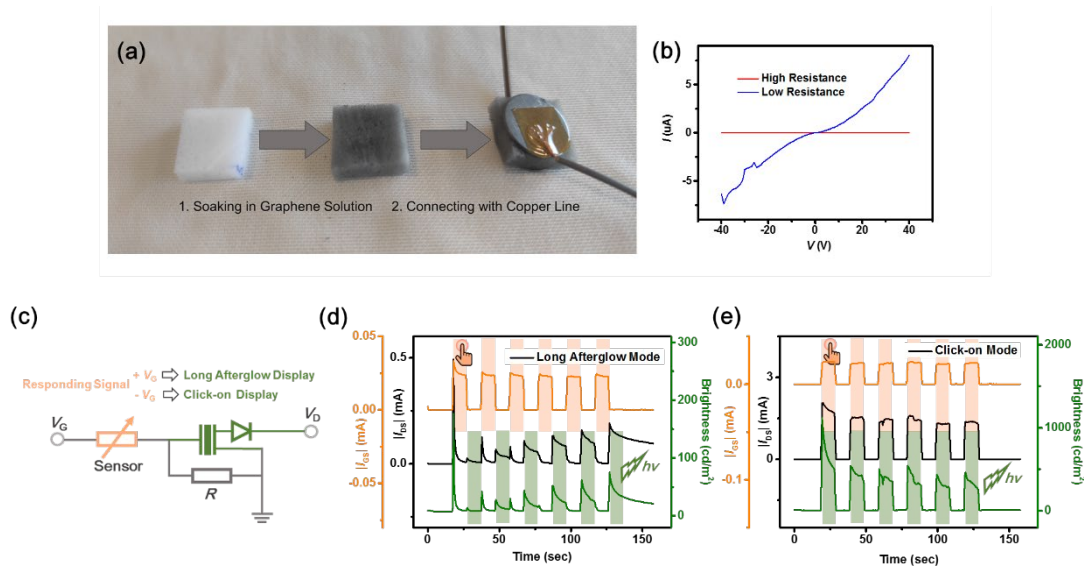 (a)
1. Soaking in Graphene Solution
2. Connecting with Copper Line
(b)
High Resistance
Low Resistance
5
0
-5
-40
-20
0
20
40
I (uA)
V (V)
(c)
Responding Signal
+ VG
Long Afterglow Display
- VG
Click-on Display
VG
VD
Sensor
R
(d)
Long Afterglow Mode
0.05
0.00
-0.05
|IGS| (mA)
0.5
0.0
|IDS| (mA)
300
200
100
0
Brightness (cd/m²)
hv
0
50
100
150
Time (sec)
(e)
Click-on Mode
0.0
-0.1
|IGS| (mA)
3
0
|IDS| (mA)
2000
1000
0
Brightness (cd/m²)
hv
0
50
100
150
Time (sec)